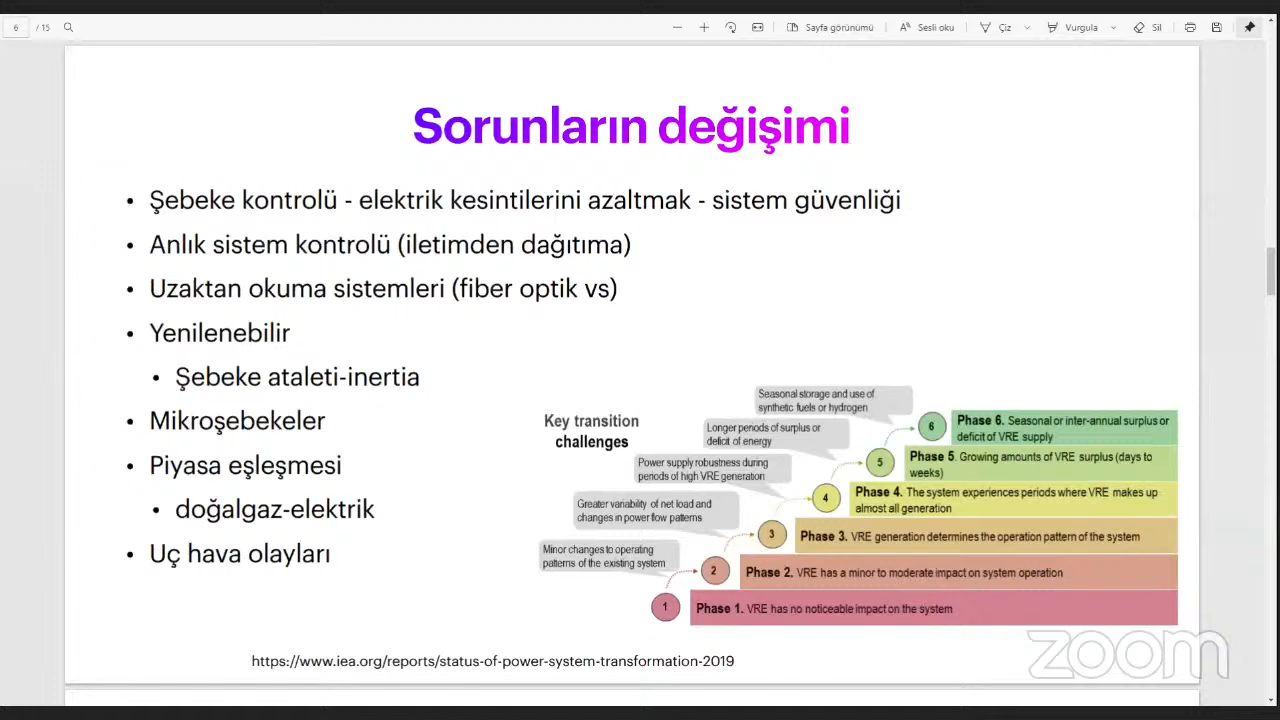 6 / 15 Sayfa görünümü Sesli oku Çiz Vurgula Sil
Sorunların değişimi
• Şebeke kontrolü - elektrik kesintilerini azaltmak - sistem güvenliği
• Anlık sistem kontrolü (iletimden dağıtıma)
• Uzaktan okuma sistemleri (fiber optik vs)
• Yenilenebilir
• Şebeke ataleti-inertia
• Mikroşebekeler
• Piyasa eşleşmesi
• doğalgaz-elektrik
• Uç hava olayları
Key transition
challenges
Seasonal storage and use of
synthetic fuels or hydrogen
Longer periods of surplus or
deficit of energy
Power supply robustness during
periods of high VRE generation
Greater variability of net load and
changes in power flow patterns
Minor changes to operating
patterns of the existing system
6 Phase 6. Seasonal or inter-annual surplus or
deficit of VRE supply
5 Phase 5. Growing amounts of VRE surplus (days to
weeks)
4 Phase 4. The system experiences periods where VRE makes up
almost all generation
3 Phase 3. VRE generation determines the operation pattern of the system
2 Phase 2. VRE has a minor to moderate impact on system operation
1 Phase 1. VRE has no noticeable impact on the system
https://www.iea.org/reports/status-of-power-system-transformation-2019
zoom